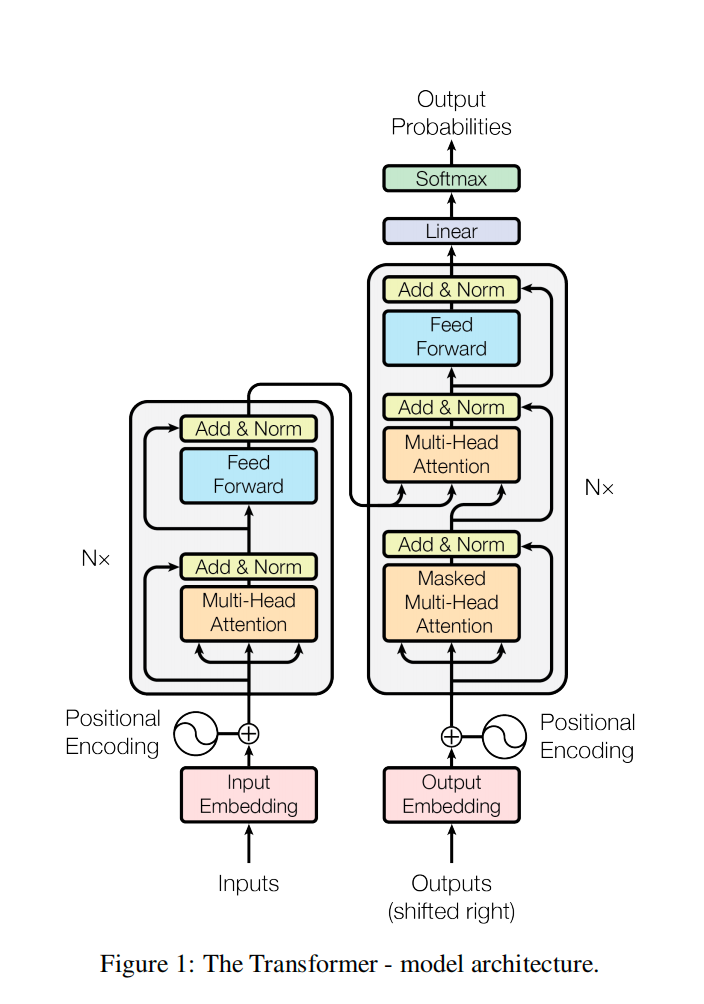 Output
Probabilities
Softmax
Linear
Add & Norm
Feed
Forward
Add & Norm
Multi-Head
Attention
Add & Norm
Masked
Multi-Head
Attention
N×
Add & Norm
Feed
Forward
Add & Norm
Multi-Head
Attention
N×
Positional
Encoding
Positional
Encoding
Input
Embedding
Output
Embedding
Inputs
Outputs
(shifted right)
Figure 1: The Transformer - model architecture.